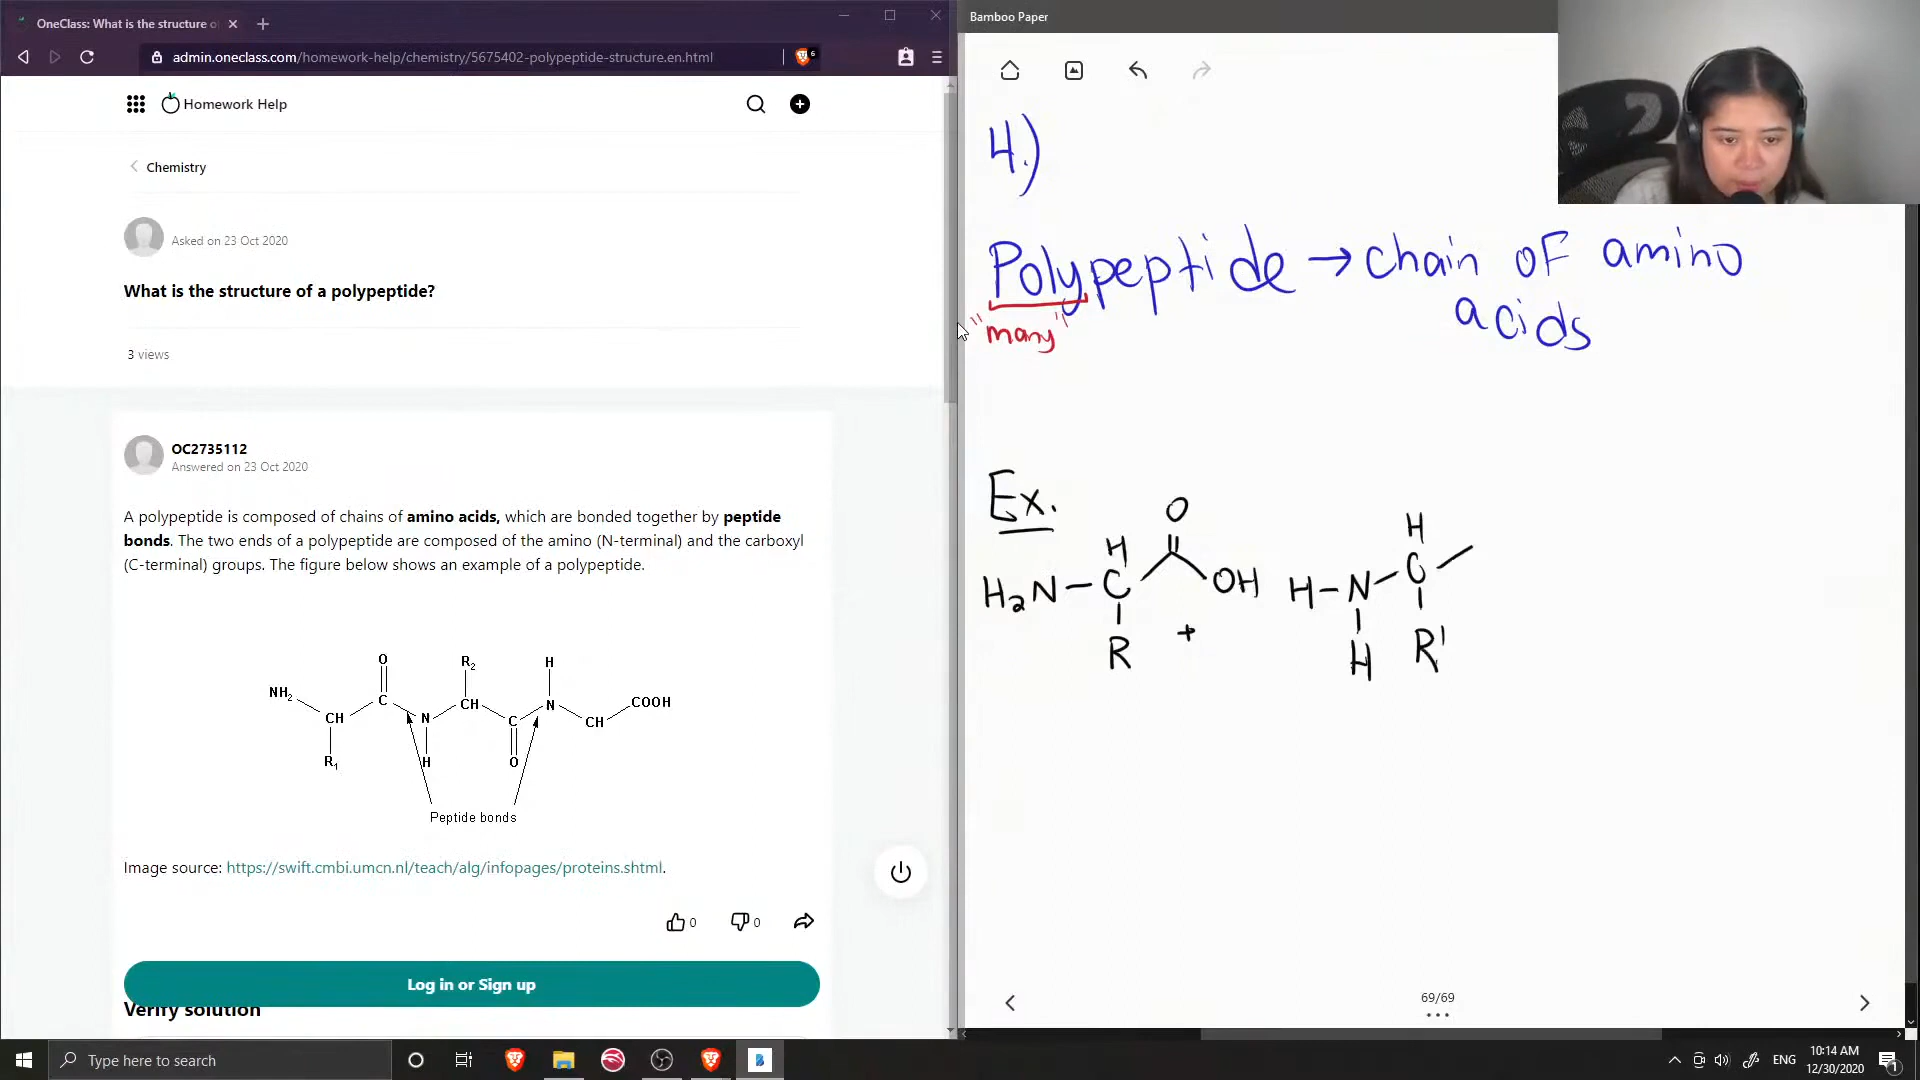 OneClass: What is the structure o
admin.oneclass.com/homework-help/chemistry/5675402-polypeptide-structure.en.html
6
Homework Help
Chemistry
Asked on 23 Oct 2020
What is the structure of a polypeptide?
3 views
OC2735112
Answered on 23 Oct 2020
A polypeptide is composed of chains of amino acids, which are bonded together by peptide
bonds. The two ends of a polypeptide are composed of the amino (N-terminal) and the carboxyl
(C-terminal) groups. The figure below shows an example of a polypeptide.
O R₂ H
NH₂ C CH N COOH
CH N C CH
R₁ H O
Peptide bonds
Image source: https://swift.cmbi.umcn.nl/teach/alg/infopages/proteins.shtml.
0 0
Log in or Sign up
Verify solution
Bamboo Paper
4.)
Polypeptide → chain of amino
acids
"many"
Ex.
O H
H
H₂N - C OH H - N - C
R + H R'
69/69
Type here to search
B
ENG
10:14 AM
12/30/2020
1